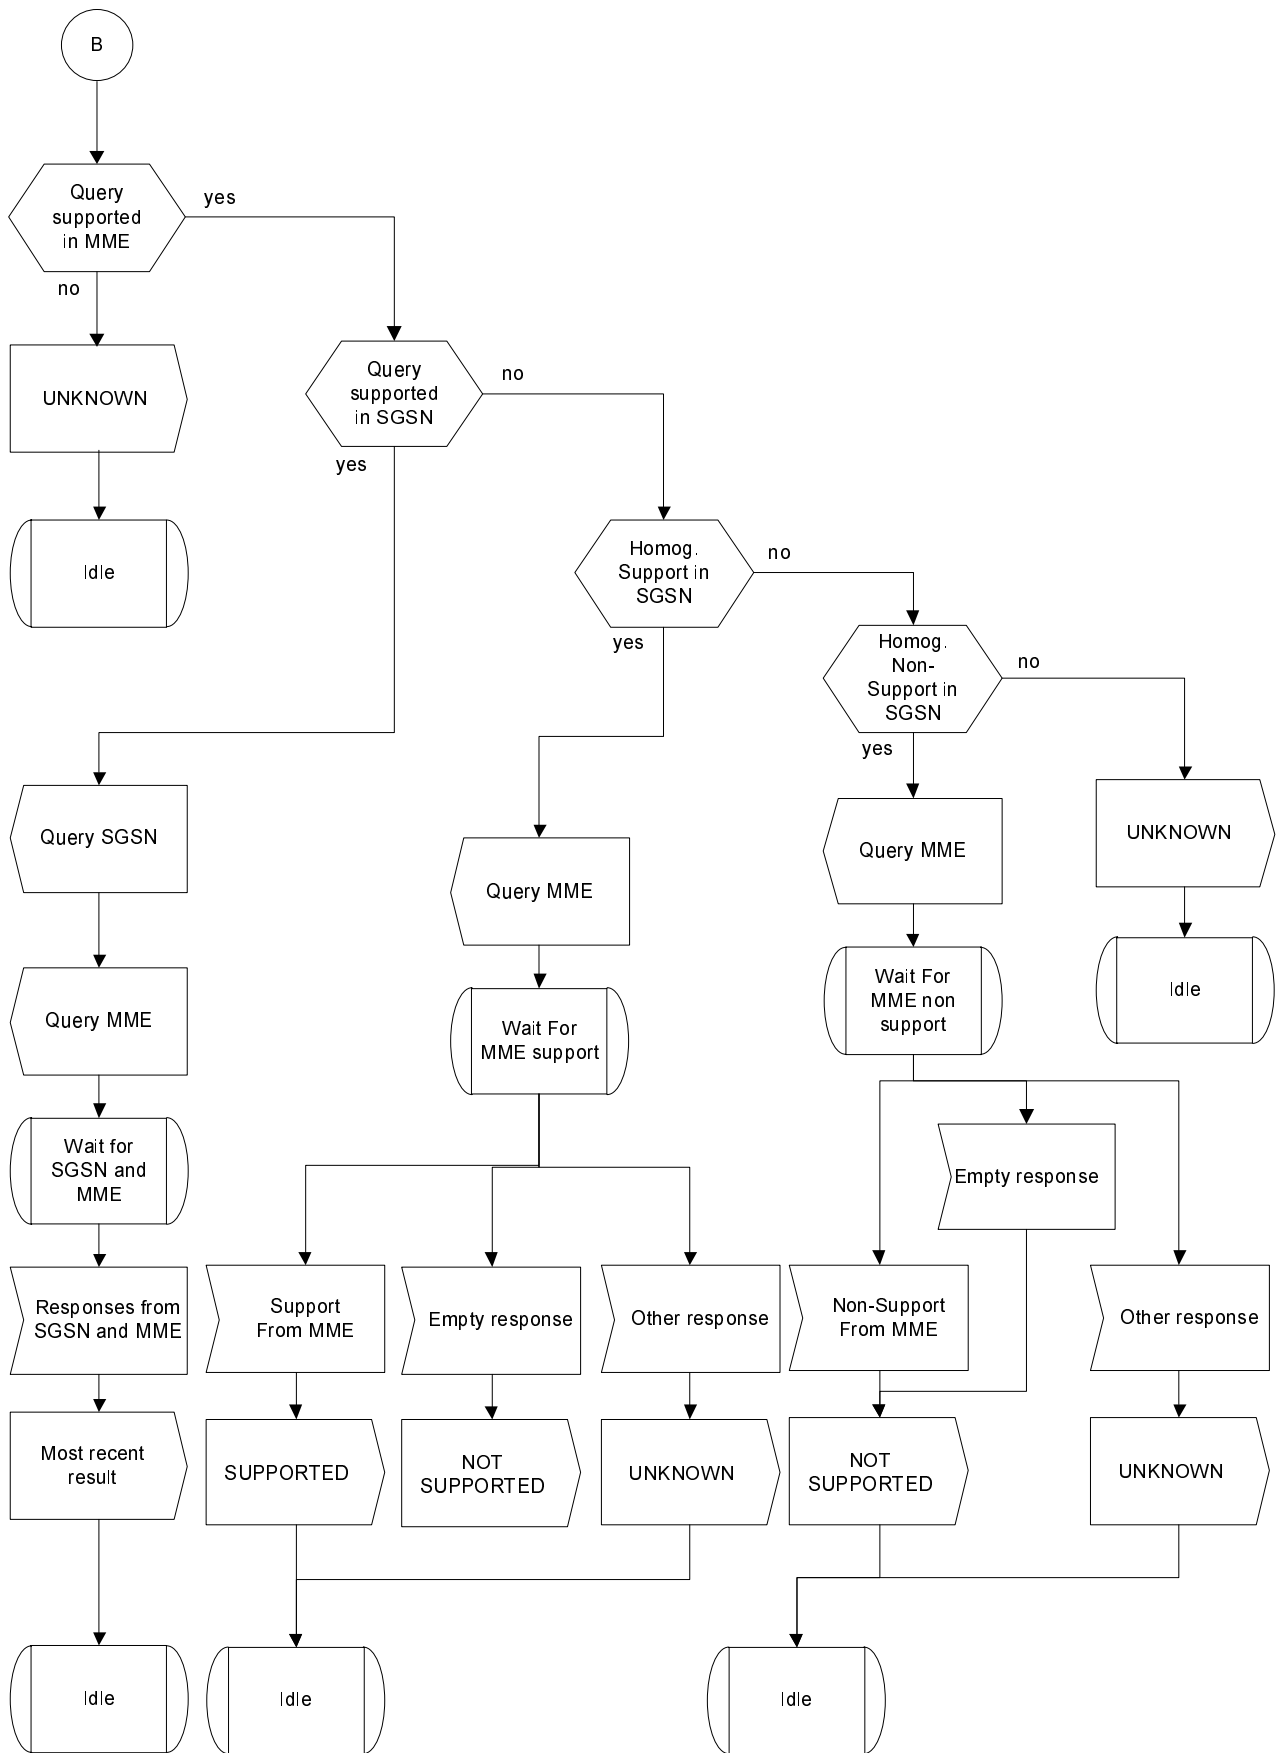 B
Query
supported
in MME
yes
no
UNKNOWN
Idle
Query
supported
in SGSN
no
yes
Homog.
Support in
SGSN
no
yes
Homog.
Non-
Support in
SGSN
no
yes
UNKNOWN
Idle
Query SGSN
Query MME
Wait for
SGSN and
MME
Responses from
SGSN and MME
Most recent
result
Idle
Query MME
Wait For
MME support
Support
From MME
Empty response
Other response
SUPPORTED
NOT
SUPPORTED
UNKNOWN
Idle
Query MME
Wait For
MME non
support
Empty response
Non-Support
From MME
Other response
NOT
SUPPORTED
UNKNOWN
Idle